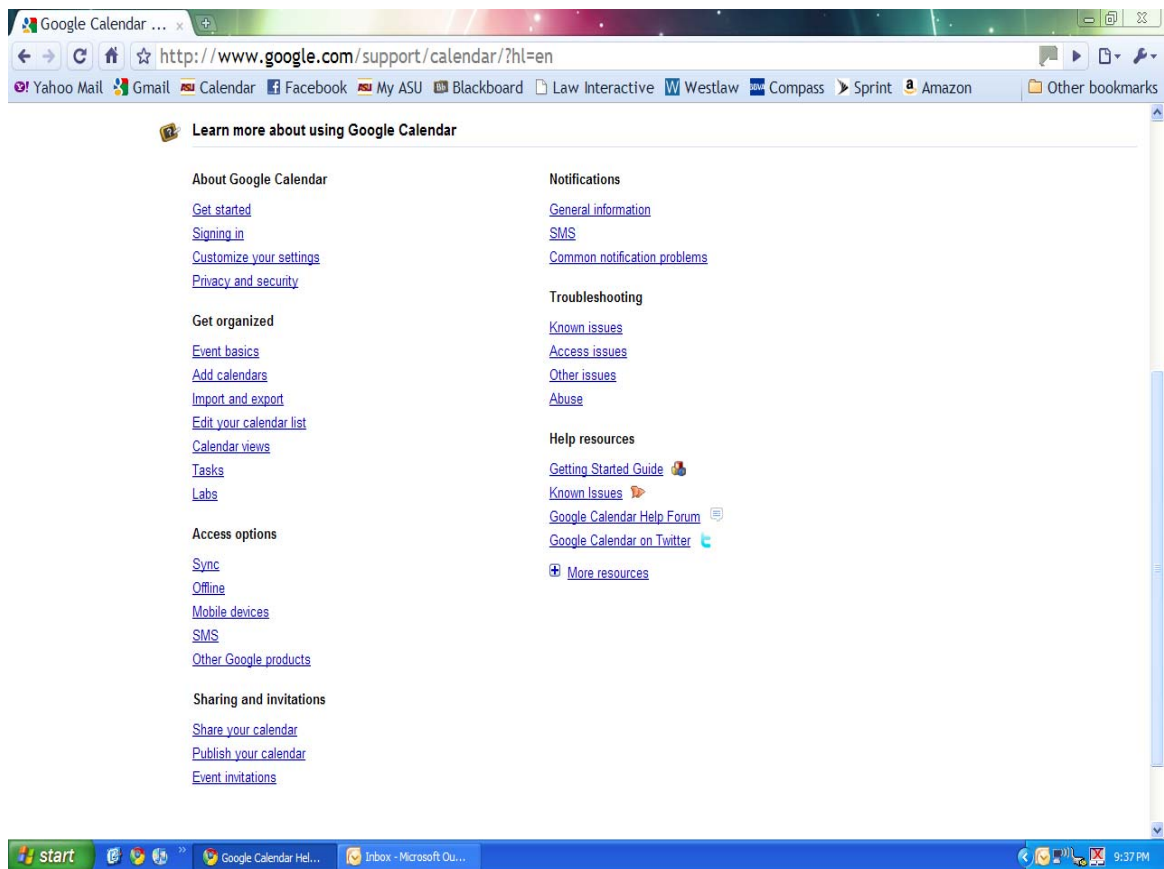 Google Calendar ...
http://www.google.com/support/calendar/?hl=en
Yahoo Mail Gmail Calendar Facebook My ASU Blackboard Law Interactive Westlaw Compass Sprint Amazon Other bookmarks
Learn more about using Google Calendar
About Google Calendar
Get started
Signing in
Customize your settings
Privacy and security
Get organized
Event basics
Add calendars
Import and export
Edit your calendar list
Calendar views
Tasks
Labs
Access options
Sync
Offline
Mobile devices
SMS
Other Google products
Sharing and invitations
Share your calendar
Publish your calendar
Event invitations
Notifications
General information
SMS
Common notification problems
Troubleshooting
Known issues
Access issues
Other issues
Abuse
Help resources
Getting Started Guide
Known Issues
Google Calendar Help Forum
Google Calendar on Twitter
More resources
start Google Calendar Hel... Inbox - Microsoft Ou... 9:37 PM